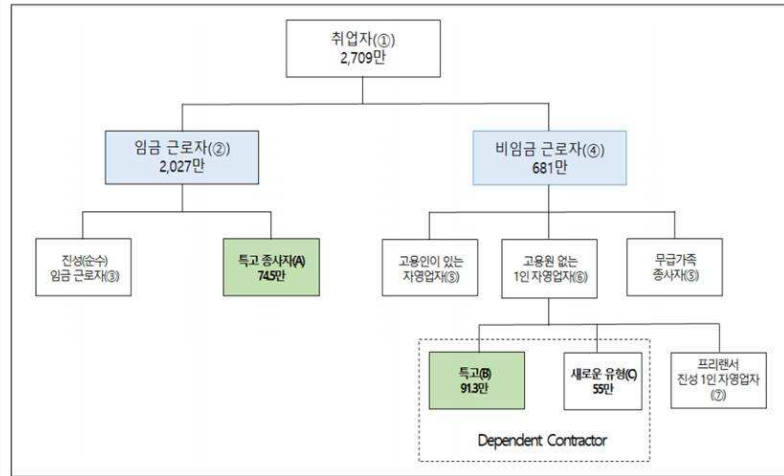 취업자(①)
2,709만
임금 근로자(②)
2,027만
비임금 근로자(④)
681만
진성(순수)
임금 근로자(③)
특고 종사자(A)
74.5만
고용인이 있는
자영업자(⑤)
고용원 없는
1인 자영업자(⑥)
무급가족
종사자(⑤)
특고(B)
91.3만
새로운 유형(C)
55만
프리랜서
진성 1인 자영업자
(⑦)
Dependent Contractor